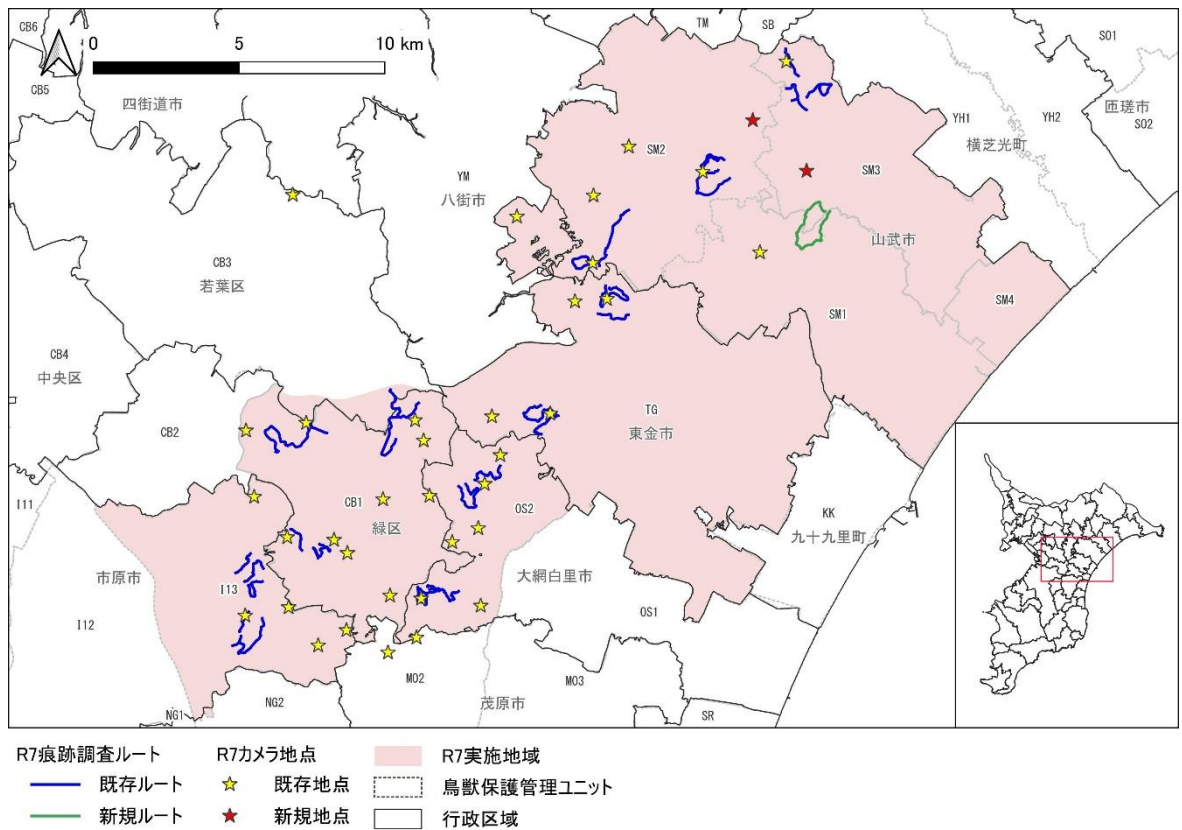 CB6
TM
SB
SO1
0 5 10 km
CB5
四街道市
匝瑳市
YH1
YH2
SO2
横芝光町
SM2
YM
SM3
八街市
山武市
CB3
若葉区
SM4
SM1
CB4
中央区
TG
東金市
CB2
I11
CB1
緑区
OS2
KK
九十九里町
市原市
大網白里市
I13
I12
OS1
MO2
MO3
NG2
茂原市
NG1
SR
R7痕跡調査ルート
既存ルート
新規ルート
R7カメラ地点
既存地点
新規地点
R7実施地域
鳥獣保護管理ユニット
行政区域